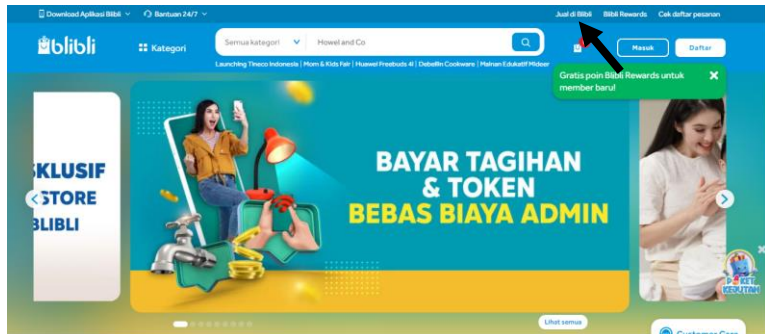 Download Aplikasi Blibli
Bantuan 24/7
Jual di Blibli
Blibli Rewards
Cek daftar pesanan
blibli
Kategori
Semua kategori
Howel and Co
Masuk
Daftar
Launching Tineco Indonesia | Mom & Kids Fair | Huawei Freebuds 4i | Debellin Cookware | Mainan Edukatif Mideer
Gratis poin Blibli Rewards untuk
member baru!
KLUSIF
STORE
BLIBLI
BAYAR TAGIHAN
& TOKEN
BEBAS BIAYA ADMIN
KEJUTAN
Lihat semua
Customer Care